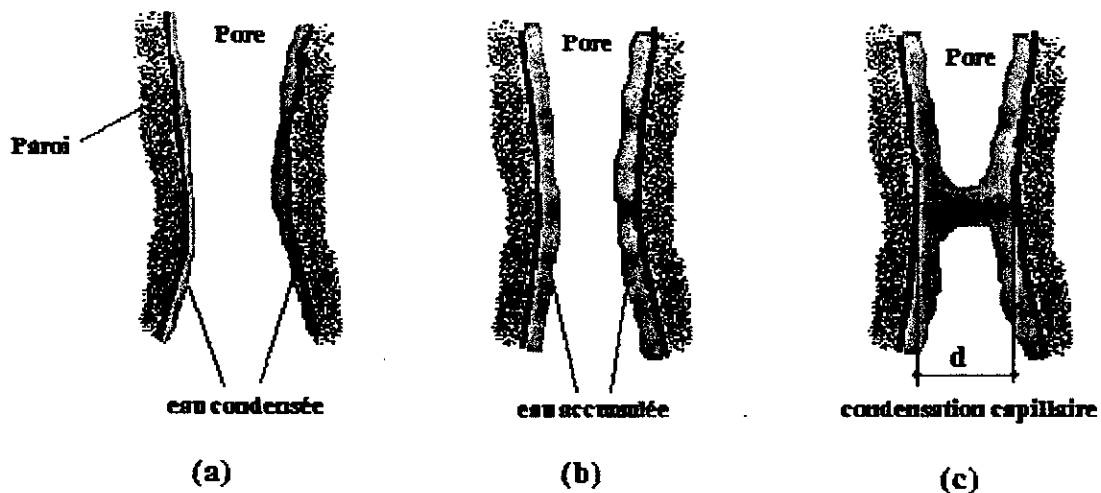 Pore
Pore
Pore
Paroi
d
eau condensée
eau accumulée
condensation capillaire
(a)
(b)
(c)